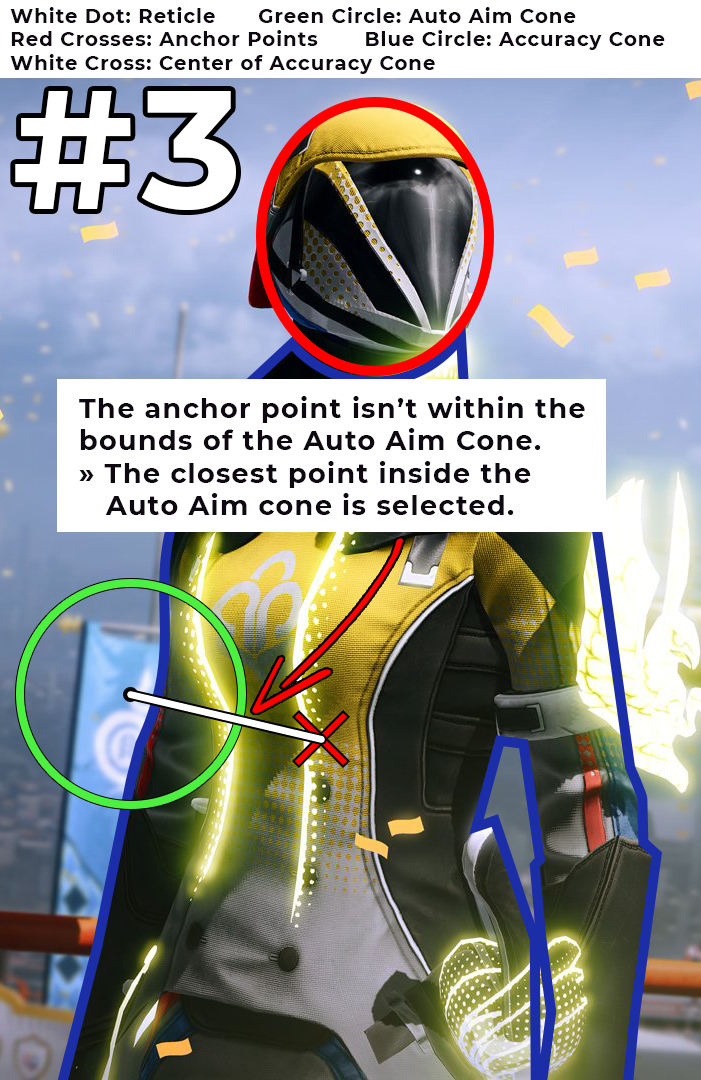 White Dot: Reticle Green Circle: Auto Aim Cone
Red Crosses: Anchor Points Blue Circle: Accuracy Cone
White Cross: Center of Accuracy Cone
#3
The anchor point isn’t within the
bounds of the Auto Aim Cone.
» The closest point inside the
Auto Aim cone is selected.